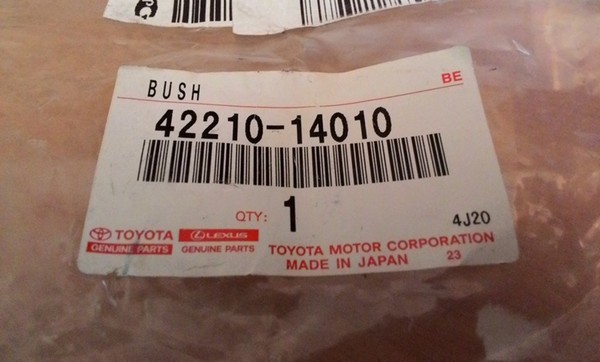 BUSH
BE
42210-14010
QTY: 1
4J20
TOYOTA
GENUINE PARTS
LEXUS
GENUINE PARTS
TOYOTA MOTOR CORPORATION
MADE IN JAPAN
23